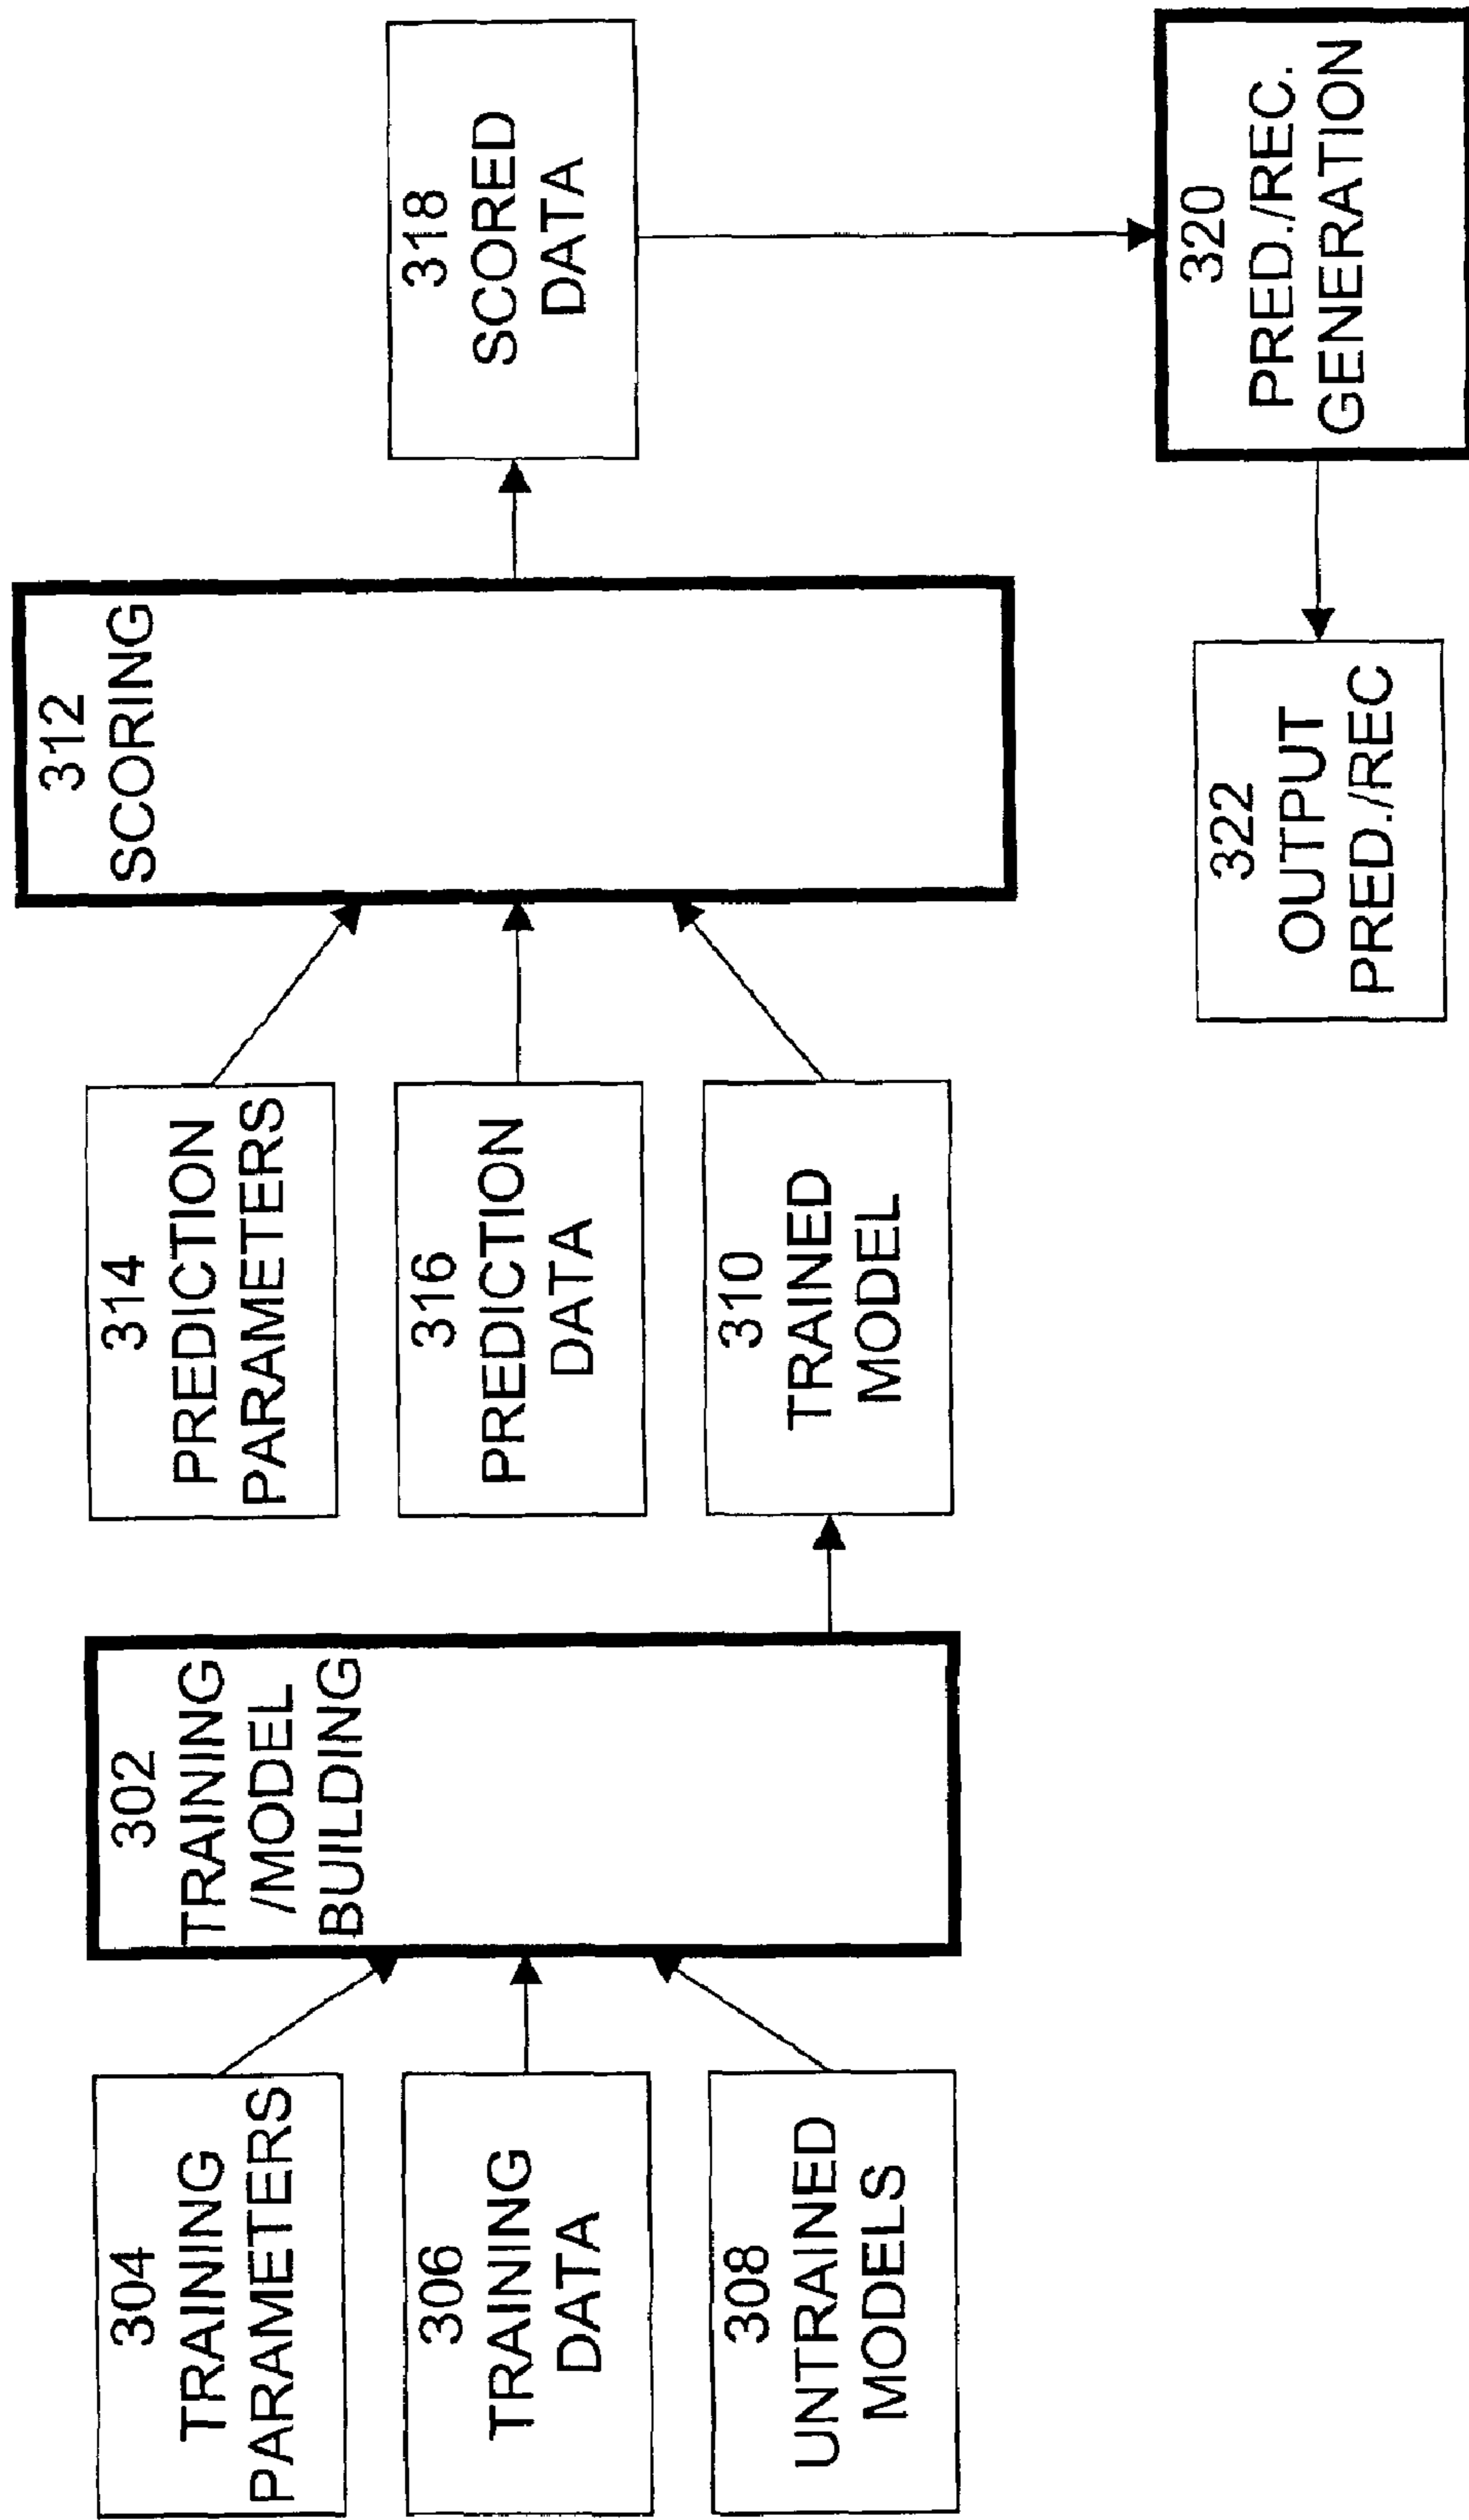 304
TRAINING
PARAMETERS
306
TRAINING
DATA
308
UNTRAINED
MODELS
302
TRAINING
/MODEL
BUILDING
314
PREDICTION
PARAMETERS
316
PREDICTION
DATA
310
TRAINED
MODEL
312
SCORING
318
SCORED
DATA
320
PRED./REC.
GENERATION
322
OUTPUT
PRED./REC